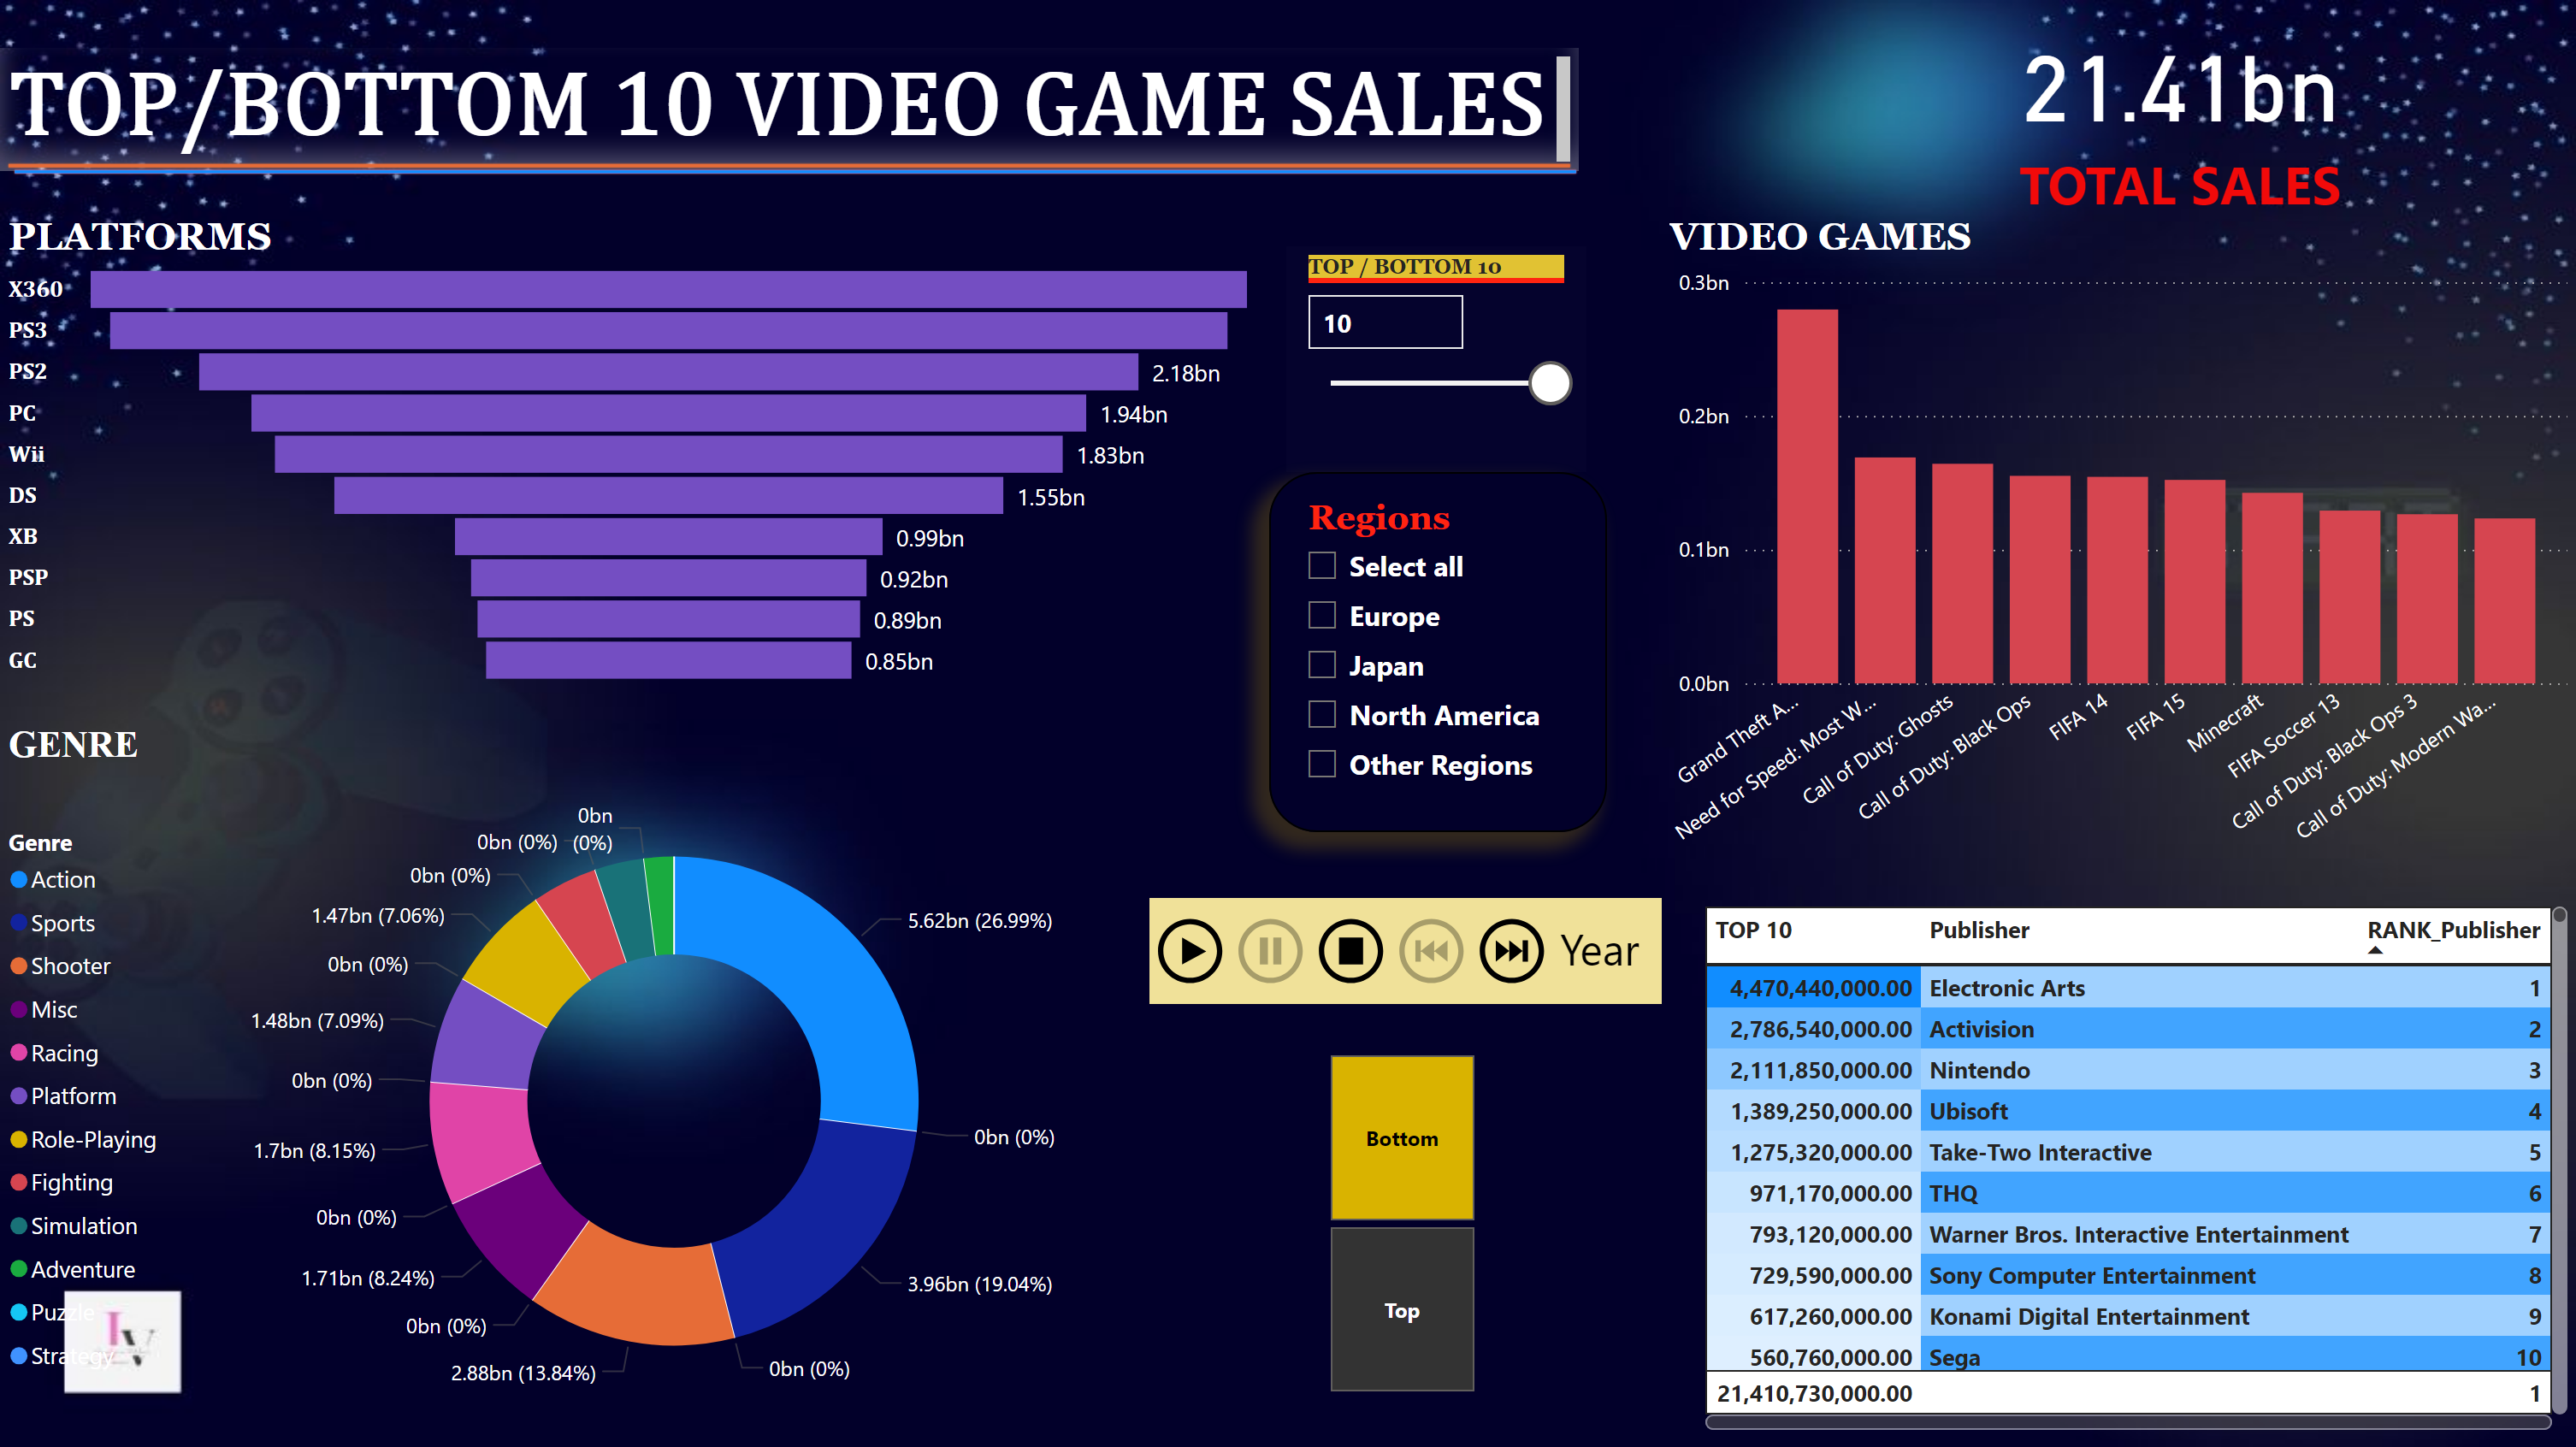 TOP/BOTTOM 10 VIDEO GAME SALES
21.41bn
TOTAL SALES
PLATFORMS
X360
PS3
PS2 2.18bn
PC 1.94bn
Wii 1.83bn
DS 1.55bn
XB 0.99bn
PSP 0.92bn
PS 0.89bn
GC 0.85bn
TOP / BOTTOM 10
10
Regions
Select all
Europe
Japan
North America
Other Regions
VIDEO GAMES
0.3bn
0.2bn
0.1bn
0.0bn
Grand Theft A...
Need for Speed: Most W...
Call of Duty: Ghosts
Call of Duty: Black Ops
FIFA 14
FIFA 15
Minecraft
FIFA Soccer 13
Call of Duty: Black Ops 3
Call of Duty: Modern Wa...
GENRE
Genre
Action
Sports
Shooter
Misc
Racing
Platform
Role-Playing
Fighting
Simulation
Adventure
Puzzle
Strategy
LV
0bn
(0%)
0bn (0%)
0bn (0%)
1.47bn (7.06%)
0bn (0%)
1.48bn (7.09%)
0bn (0%)
1.7bn (8.15%)
0bn (0%)
1.71bn (8.24%)
0bn (0%)
2.88bn (13.84%)
0bn (0%)
3.96bn (19.04%)
0bn (0%)
5.62bn (26.99%)
Year
Bottom
Top
TOP 10 Publisher RANK_Publisher
4,470,440,000.00 Electronic Arts 1
2,786,540,000.00 Activision 2
2,111,850,000.00 Nintendo 3
1,389,250,000.00 Ubisoft 4
1,275,320,000.00 Take-Two Interactive 5
971,170,000.00 THQ 6
793,120,000.00 Warner Bros. Interactive Entertainment 7
729,590,000.00 Sony Computer Entertainment 8
617,260,000.00 Konami Digital Entertainment 9
560,760,000.00 Sega 10
21,410,730,000.00 1